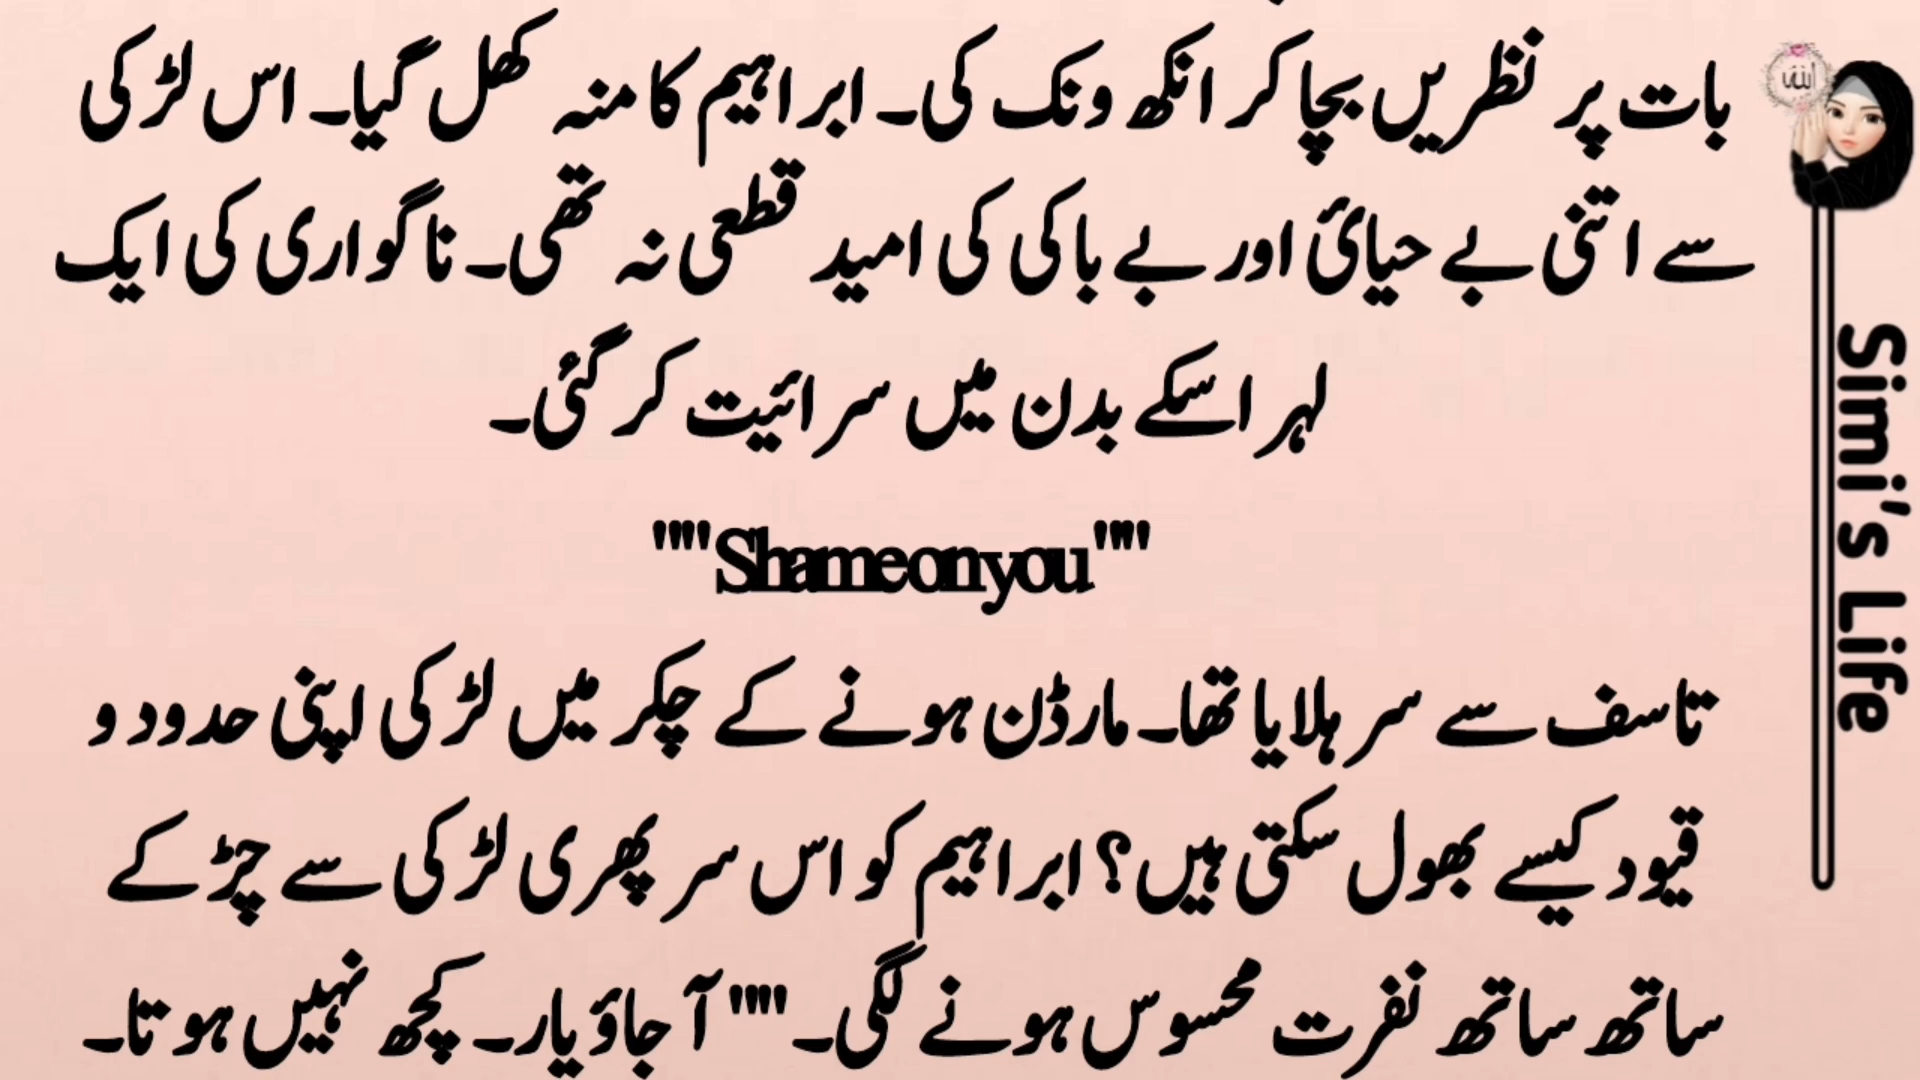 بات پر نظریں بچا کر انکھ ونک کی۔ ابراہیم کا منہ کھل گیا۔ اس لڑکی
سے اتنی بے حیائ اور بے باکی کی امید قطعی نہ تھی۔ ناگواری کی ایک
لہر اسکے بدن میں سرائیت کر گئی۔
""Shameonyou""
تاسف سے سر ہلایا تھا۔ مارڈن ہونے کے چکر میں لڑکی اپنی حدود و
قیود کیسے بھول سکتی ہیں؟ ابراہیم کو اس سر پھری لڑکی سے چڑ کے
ساتھ ساتھ نفرت محسوس ہونے لگی۔ "" آ جاؤ یار۔ کچھ نہیں ہوتا۔
الله
Simi's Life